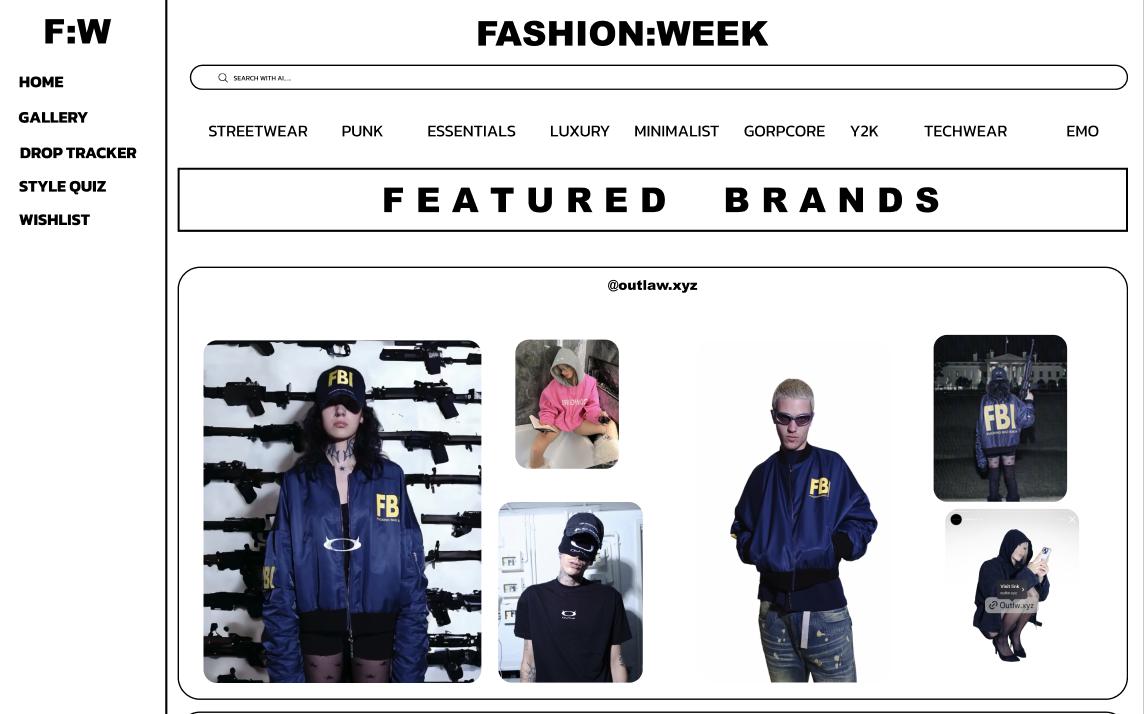 F:W
HOME
GALLERY
DROP TRACKER
STYLE QUIZ
WISHLIST
FASHION:WEEK
SEARCH WITH AI....
STREETWEAR PUNK ESSENTIALS LUXURY MINIMALIST GORPCORE Y2K TECHWEAR EMO
FEATURED BRANDS
@outlaw.xyz
FBI
FB
FB
FBI
Visit link
Outlw.xyz